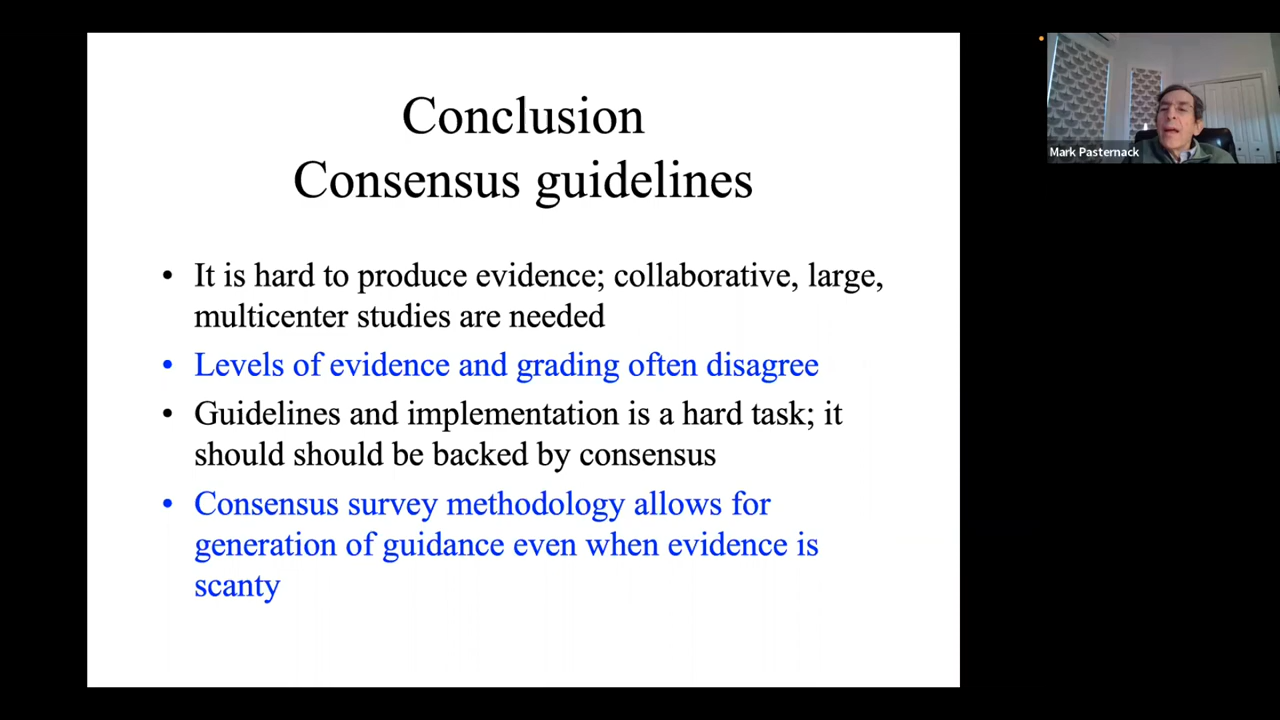 Conclusion
Consensus guidelines
• It is hard to produce evidence; collaborative, large,
multicenter studies are needed
• Levels of evidence and grading often disagree
• Guidelines and implementation is a hard task; it
should should be backed by consensus
• Consensus survey methodology allows for
generation of guidance even when evidence is
scanty
Mark Pasternack